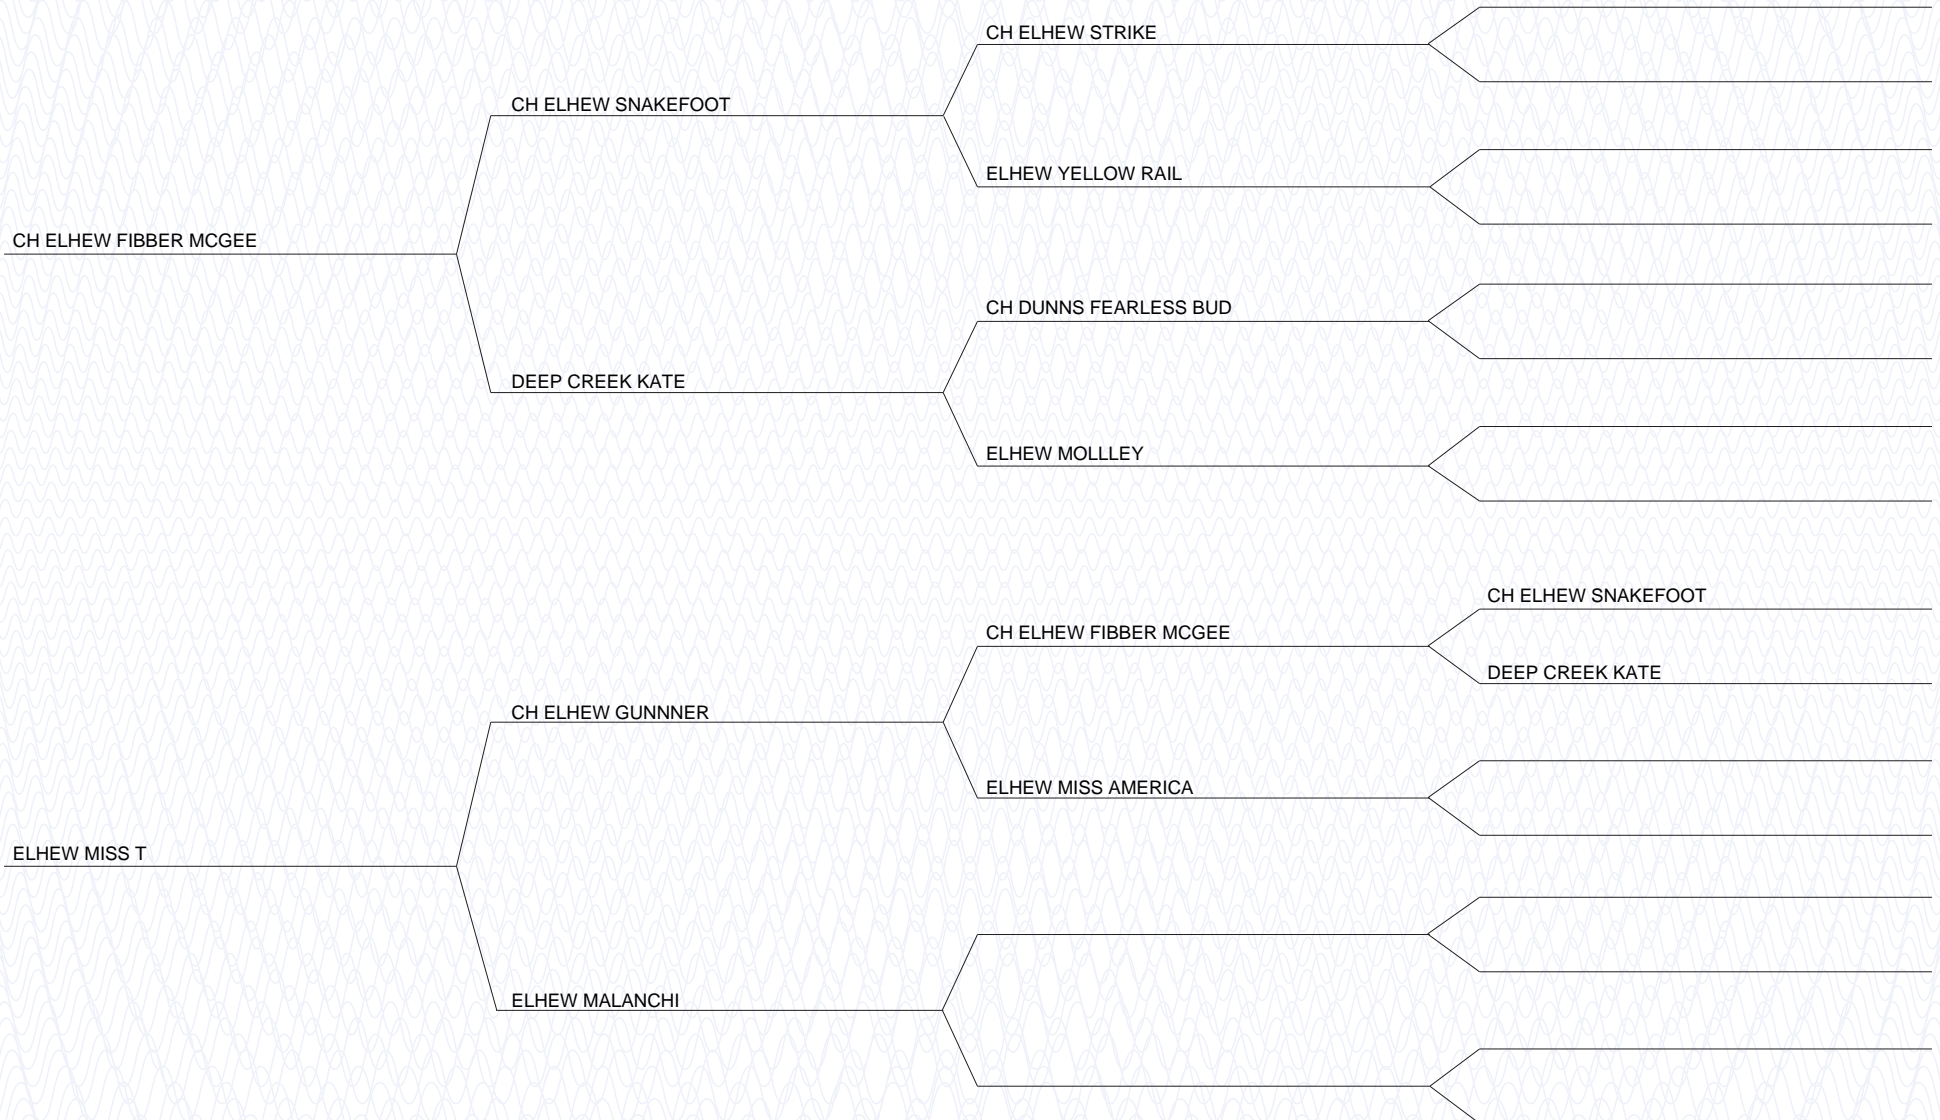 CH ELHEW STRIKE
CH ELHEW SNAKEFOOT
ELHEW YELLOW RAIL
CH ELHEW FIBBER MCGEE
CH DUNNS FEARLESS BUD
DEEP CREEK KATE
ELHEW MOLLLEY
CH ELHEW SNAKEFOOT
CH ELHEW FIBBER MCGEE
DEEP CREEK KATE
CH ELHEW GUNNNER
ELHEW MISS AMERICA
ELHEW MISS T
ELHEW MALANCHI